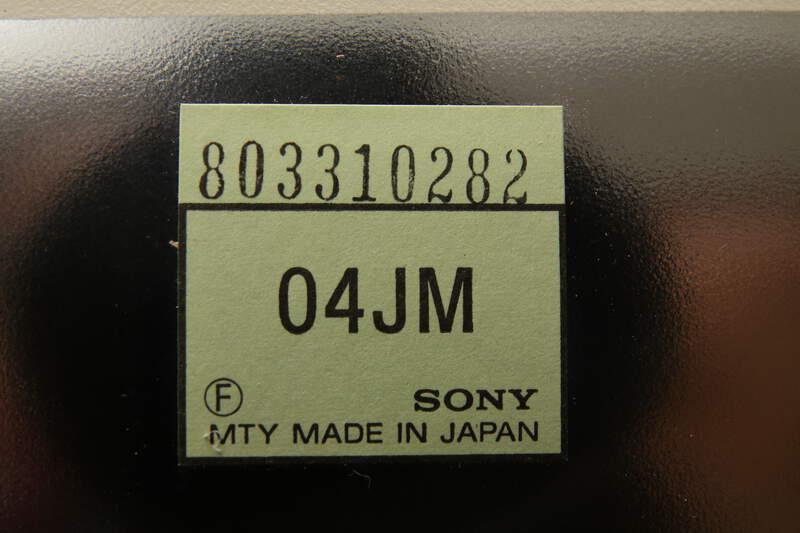 803310282
04JM
Ⓕ SONY
MTY MADE IN JAPAN